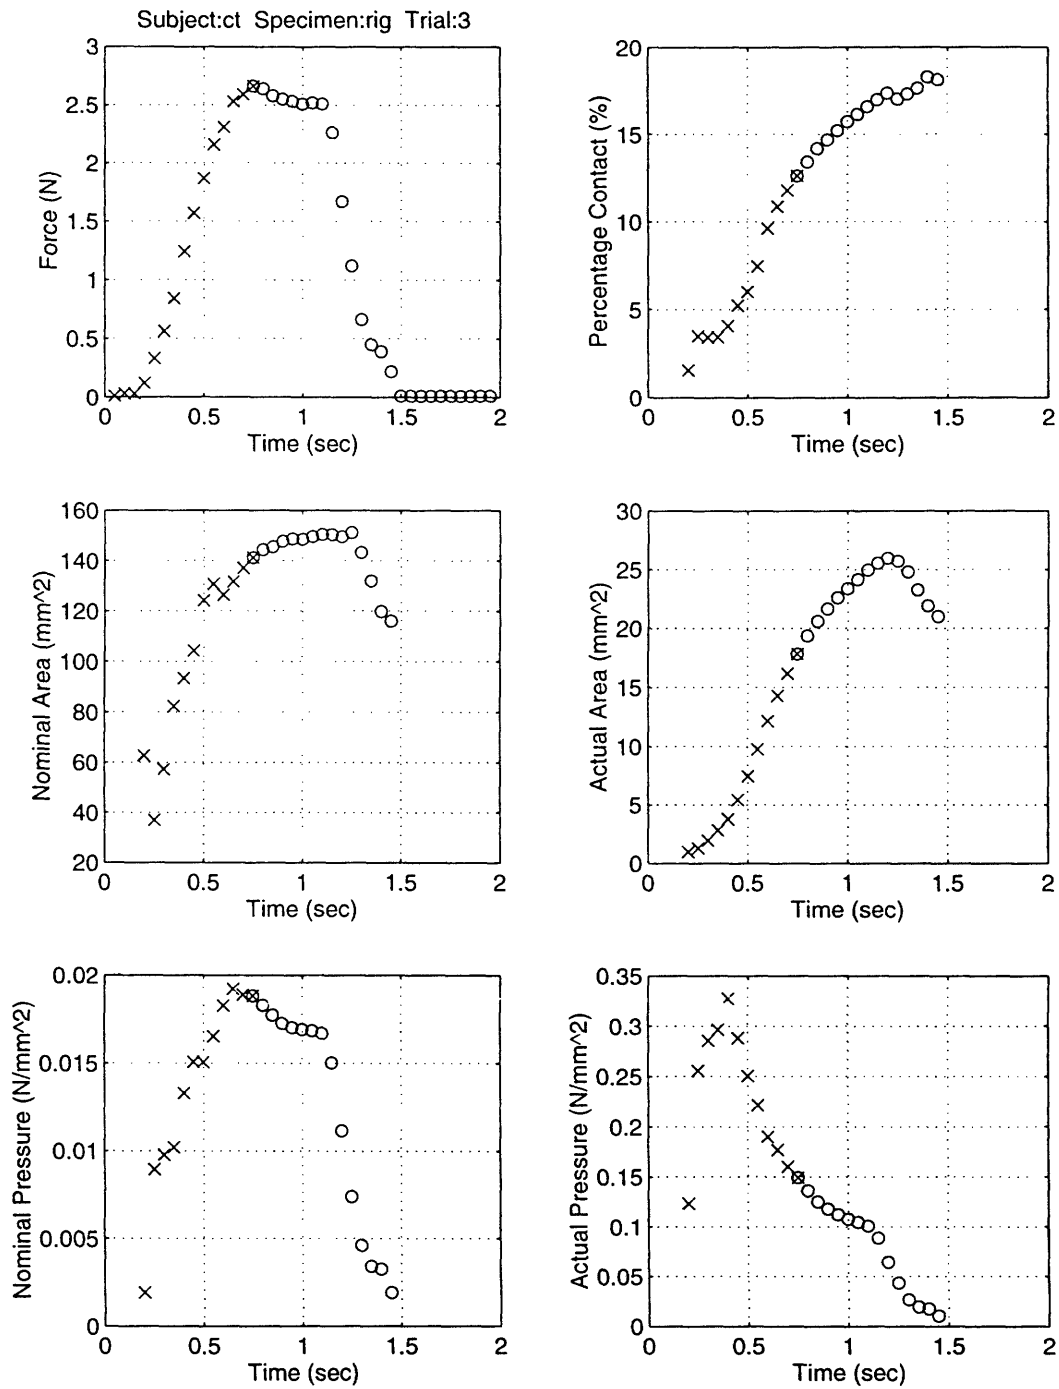 Subject:ct Specimen:rig Trial:3
3
2.5
2
1.5
1
0.5
0
Force (N)
0 0.5 1 1.5 2
Time (sec)
20
15
10
5
0
Percentage Contact (%)
0 0.5 1 1.5 2
Time (sec)
160
140
120
100
80
60
40
20
Nominal Area (mm^2)
0 0.5 1 1.5 2
Time (sec)
30
25
20
15
10
5
0
Actual Area (mm^2)
0 0.5 1 1.5 2
Time (sec)
0.02
0.015
0.01
0.005
0
Nominal Pressure (N/mm^2)
0 0.5 1 1.5 2
Time (sec)
0.35
0.3
0.25
0.2
0.15
0.1
0.05
0
Actual Pressure (N/mm^2)
0 0.5 1 1.5 2
Time (sec)